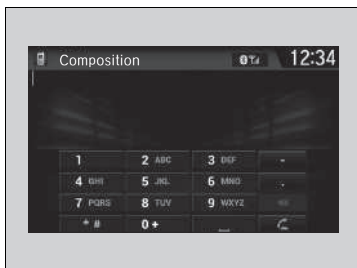 Composition 12:34
1 2 ABC 3 DEF -
4 GHI 5 JKL 6 MNO .
7 PQRS 8 TUV 9 WXYZ
* # 0 + _